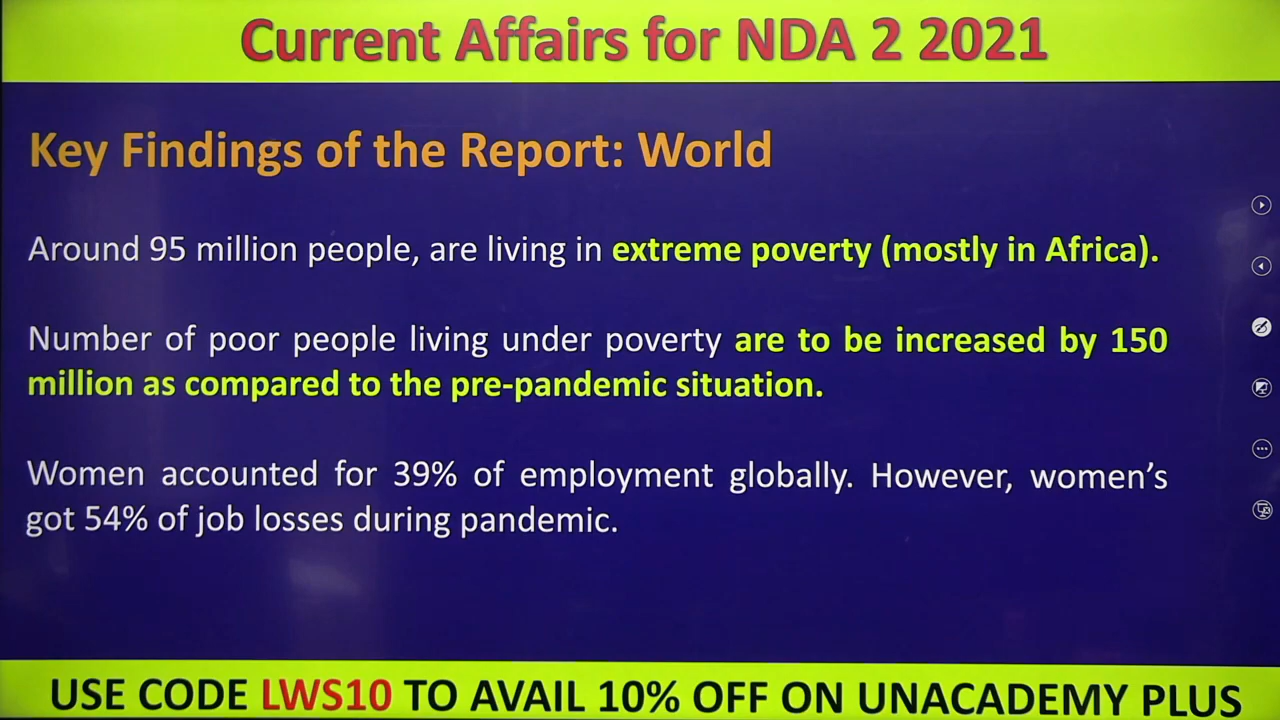 Current Affairs for NDA 2 2021
Key Findings of the Report: World
Around 95 million people, are living in extreme poverty (mostly in Africa).
Number of poor people living under poverty are to be increased by 150
million as compared to the pre-pandemic situation.
Women accounted for 39% of employment globally. However, women’s
got 54% of job losses during pandemic.
USE CODE LWS10 TO AVAIL 10% OFF ON UNACADEMY PLUS